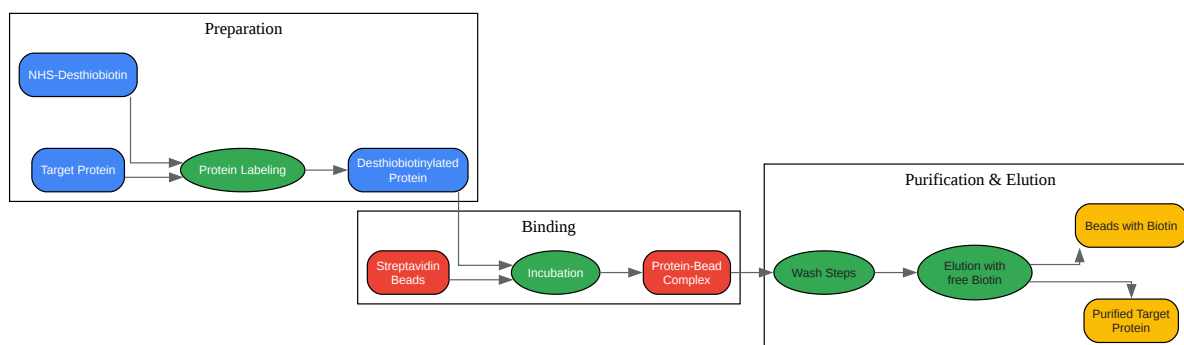 Preparation
NHS-Desthiobiotin
Target Protein
Protein Labeling
Desthiobiotinylated
Protein
Binding
Streptavidin
Beads
Incubation
Protein-Bead
Complex
Purification & Elution
Wash Steps
Elution with
free Biotin
Beads with Biotin
Purified Target
Protein